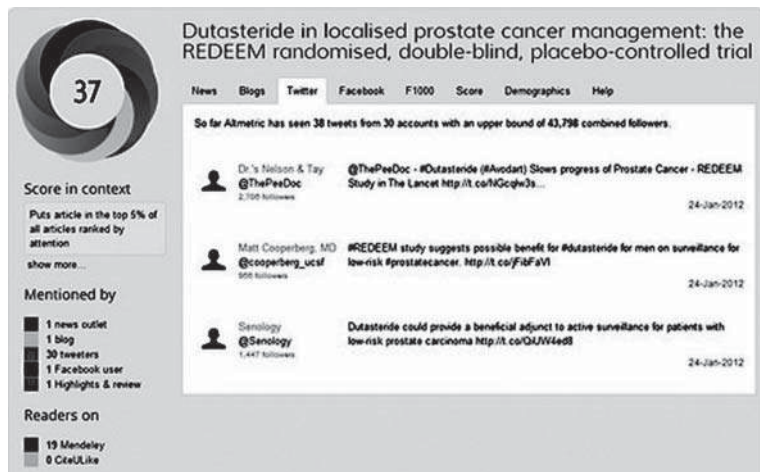 37
Dutasteride in localised prostate cancer management: the
REDEEM randomised, double-blind, placebo-controlled trial
News Blogs Twitter Facebook F1000 Score Demographics Help
So far Altmetric has seen 38 tweets from 30 accounts with an upper bound of 43,798 combined followers.
Dr.'s Nelson & Tay
@ThePeeDoc
followers
@ThePeeDoc - #Dutasteride (#Avodart) Slows progress of Prostate Cancer - REDEEM
Study in The Lancet
24-Jan-2012
Matt Cooperberg, MD
@cooperberg_ucsf
followers
#REDEEM study suggests possible benefit for #dutasteride for men on surveillance for
low-risk #prostatecancer. http://t.co/jFibFaVI
24-Jan-2012
Senology
@Senology
1,447 followers
Dutasteride could provide a beneficial adjunct to active surveillance for patients with
low-risk prostate carcinoma http://t.co/QiUW4ed8
24-Jan-2012
Score in context
Puts article in the top 5% of
all articles ranked by
attention
show more...
Mentioned by
1 news outlet
1 blog
30 tweeters
1 Facebook user
1 Highlights & review
Readers on
19 Mendeley
0 CiteULike